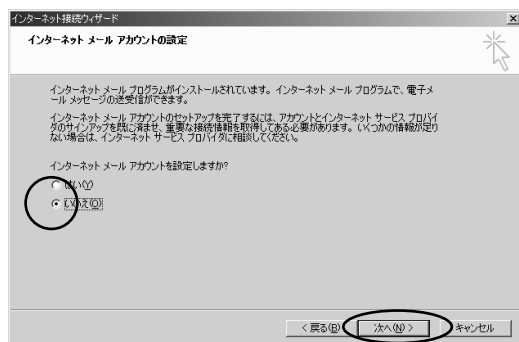 インターネット接続ウィザード
インターネット メール アカウントの設定
インターネット メール プログラムがインストールされています。インターネット メール プログラムで、電子メ
ール メッセージの送受信ができます。
インターネット メール アカウントのセットアップを完了するには、アカウントとインターネット サービス プロバイ
ダのサインアップを既に済ませ、重要な接続情報を取得してある必要があります。いくつかの情報が足り
ない場合は、インターネット サービス プロバイダに相談してください。
インターネット メール アカウントを設定しますか?
はい(Y)
いいえ(O)
< 戻る(B)
次へ(N) >
キャンセル